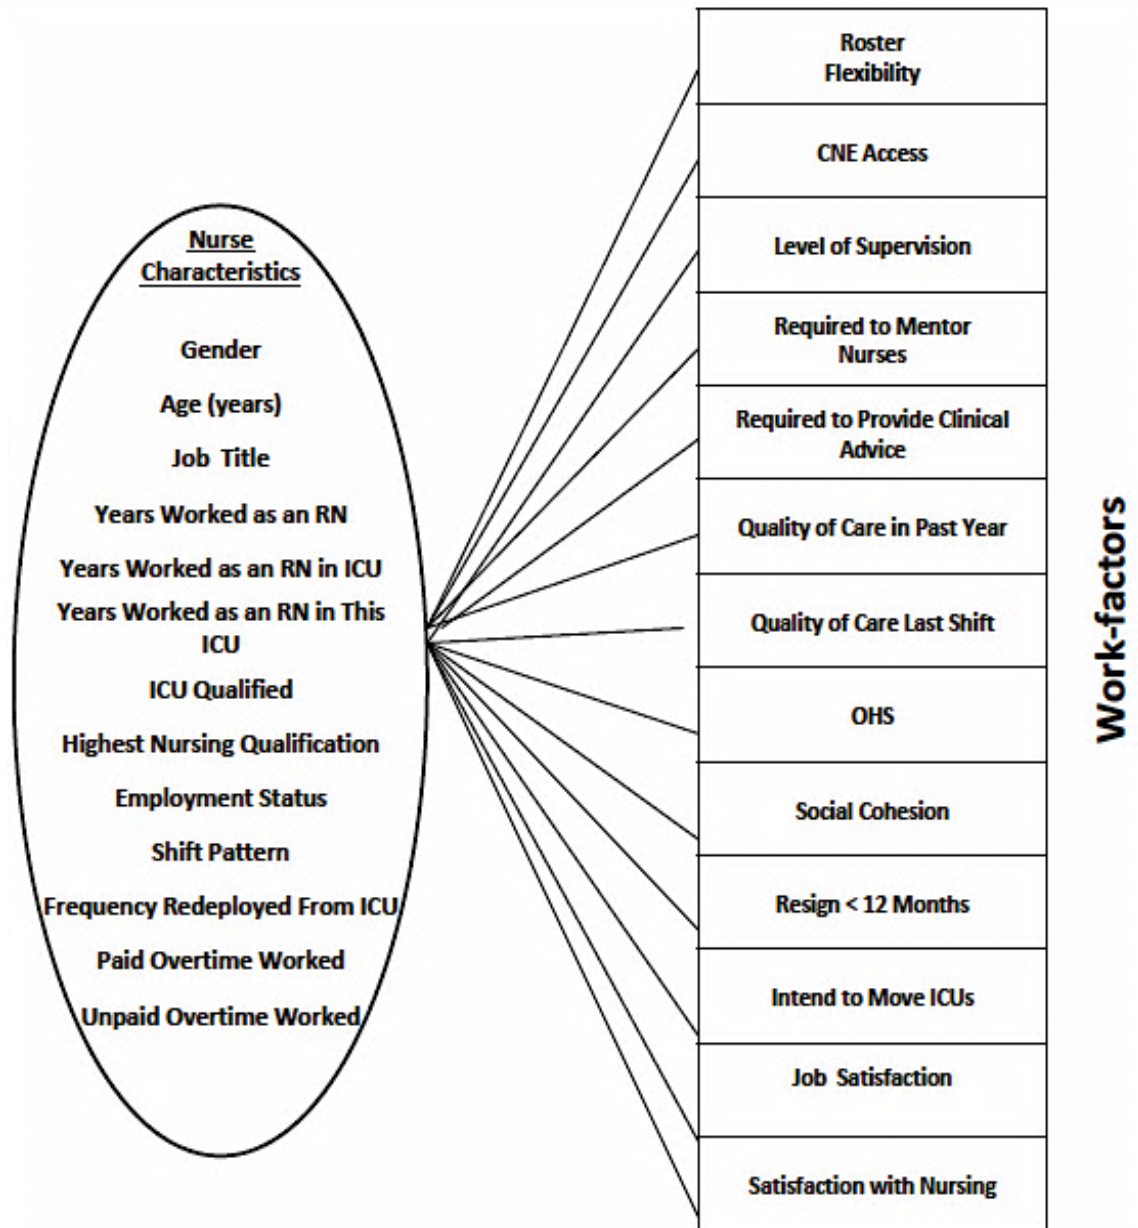 Nurse
Characteristics
Gender
Age (years)
Job Title
Years Worked as an RN
Years Worked as an RN in ICU
Years Worked as an RN in This
ICU
ICU Qualified
Highest Nursing Qualification
Employment Status
Shift Pattern
Frequency Redeployed From ICU
Paid Overtime Worked
Unpaid Overtime Worked
Roster
Flexibility
CNE Access
Level of Supervision
Required to Mentor
Nurses
Required to Provide Clinical
Advice
Quality of Care in Past Year
Quality of Care Last Shift
OHS
Social Cohesion
Resign < 12 Months
Intend to Move ICUs
Job Satisfaction
Satisfaction with Nursing
Work-factors